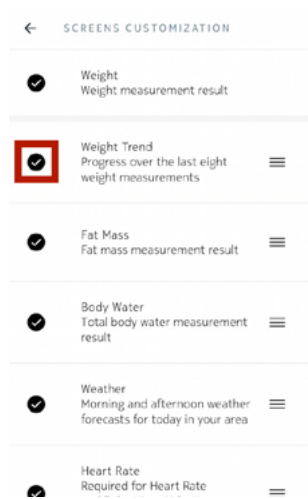 SCREENS CUSTOMIZATION
Weight
Weight measurement result
Weight Trend
Progress over the last eight
weight measurements
Fat Mass
Fat mass measurement result
Body Water
Total body water measurement
result
Weather
Morning and afternoon weather
forecasts for today in your area
Heart Rate
Required for Heart Rate